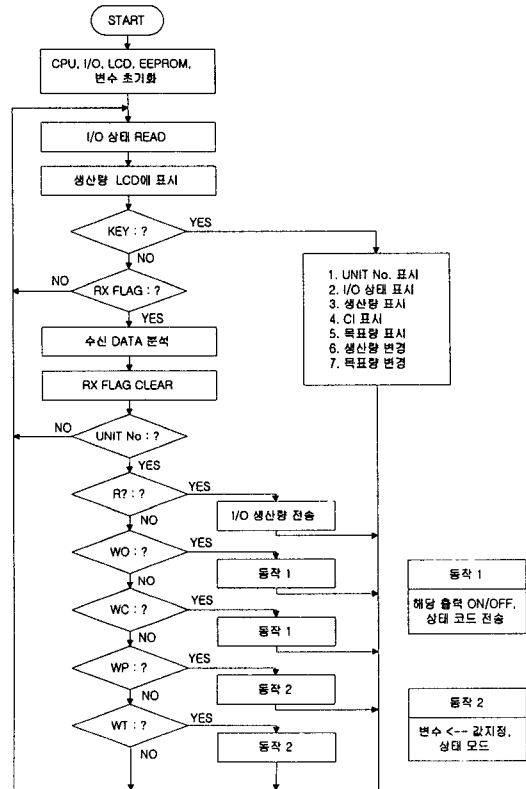 START
CPU, I/O, LCD, EEPROM,
변수 초기화
I/O 상태 READ
생산량 LCD에 표시
KEY : ?
YES
NO
RX FLAG : ?
NO
YES
1. UNIT No. 표시
2. I/O 상태 표시
3. 생산량 표시
4. CI 표시
5. 목표량 표시
6. 생산량 변경
7. 목표량 변경
수신 DATA 분석
RX FLAG CLEAR
UNIT No : ?
NO
YES
R? : ?
YES
NO
I/O 생산량 전송
WO : ?
YES
NO
동작 1
WC : ?
YES
NO
동작 1
WP : ?
YES
NO
동작 2
WT : ?
YES
NO
동작 2
동작 1
해당 출력 ON/OFF,
상태 코드 전송
동작 2
변수 <-- 값지정,
상태 모드